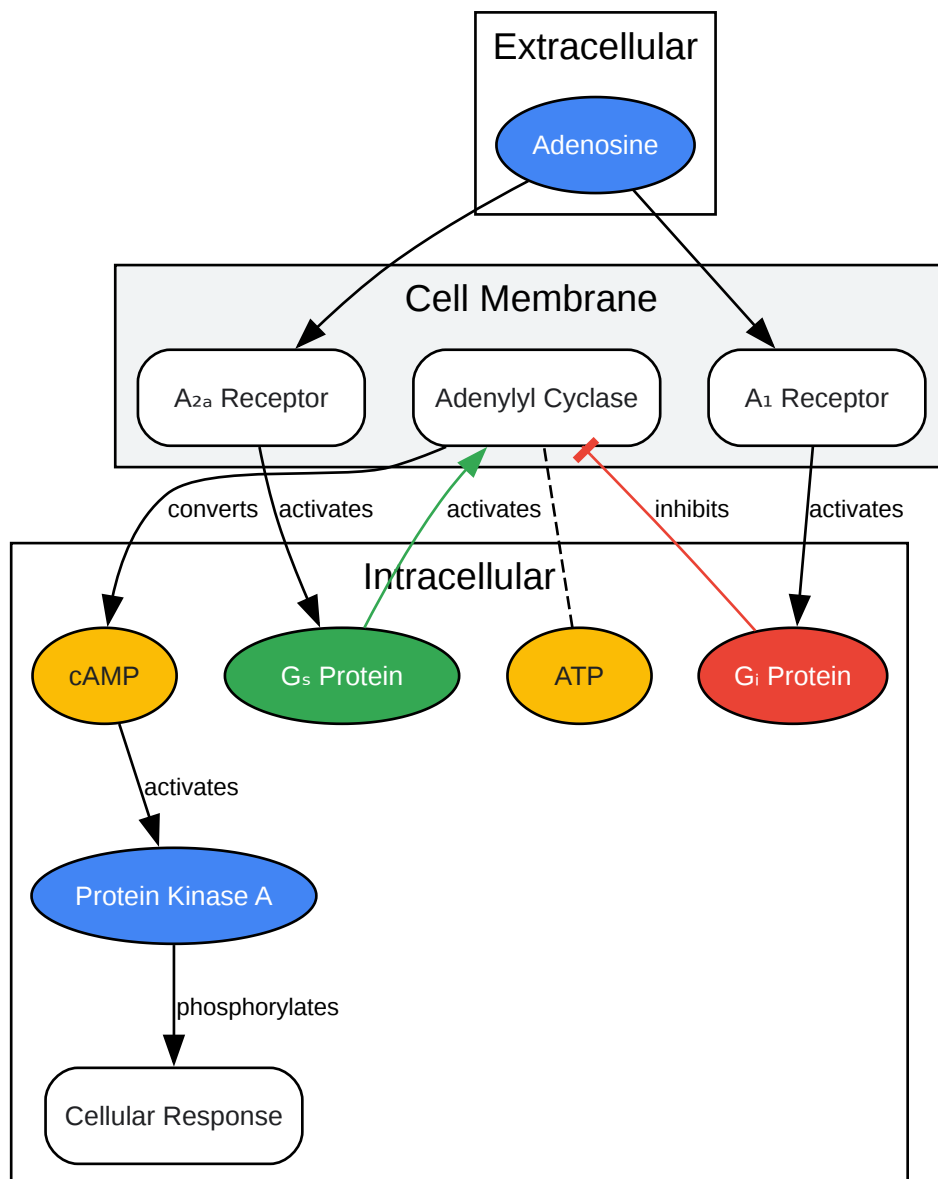 Extracellular
Adenosine
Cell Membrane
A₂ₐ Receptor
Adenylyl Cyclase
A₁ Receptor
converts
activates
activates
inhibits
activates
Intracellular
cAMP
Gₛ Protein
ATP
Gᵢ Protein
activates
Protein Kinase A
phosphorylates
Cellular Response